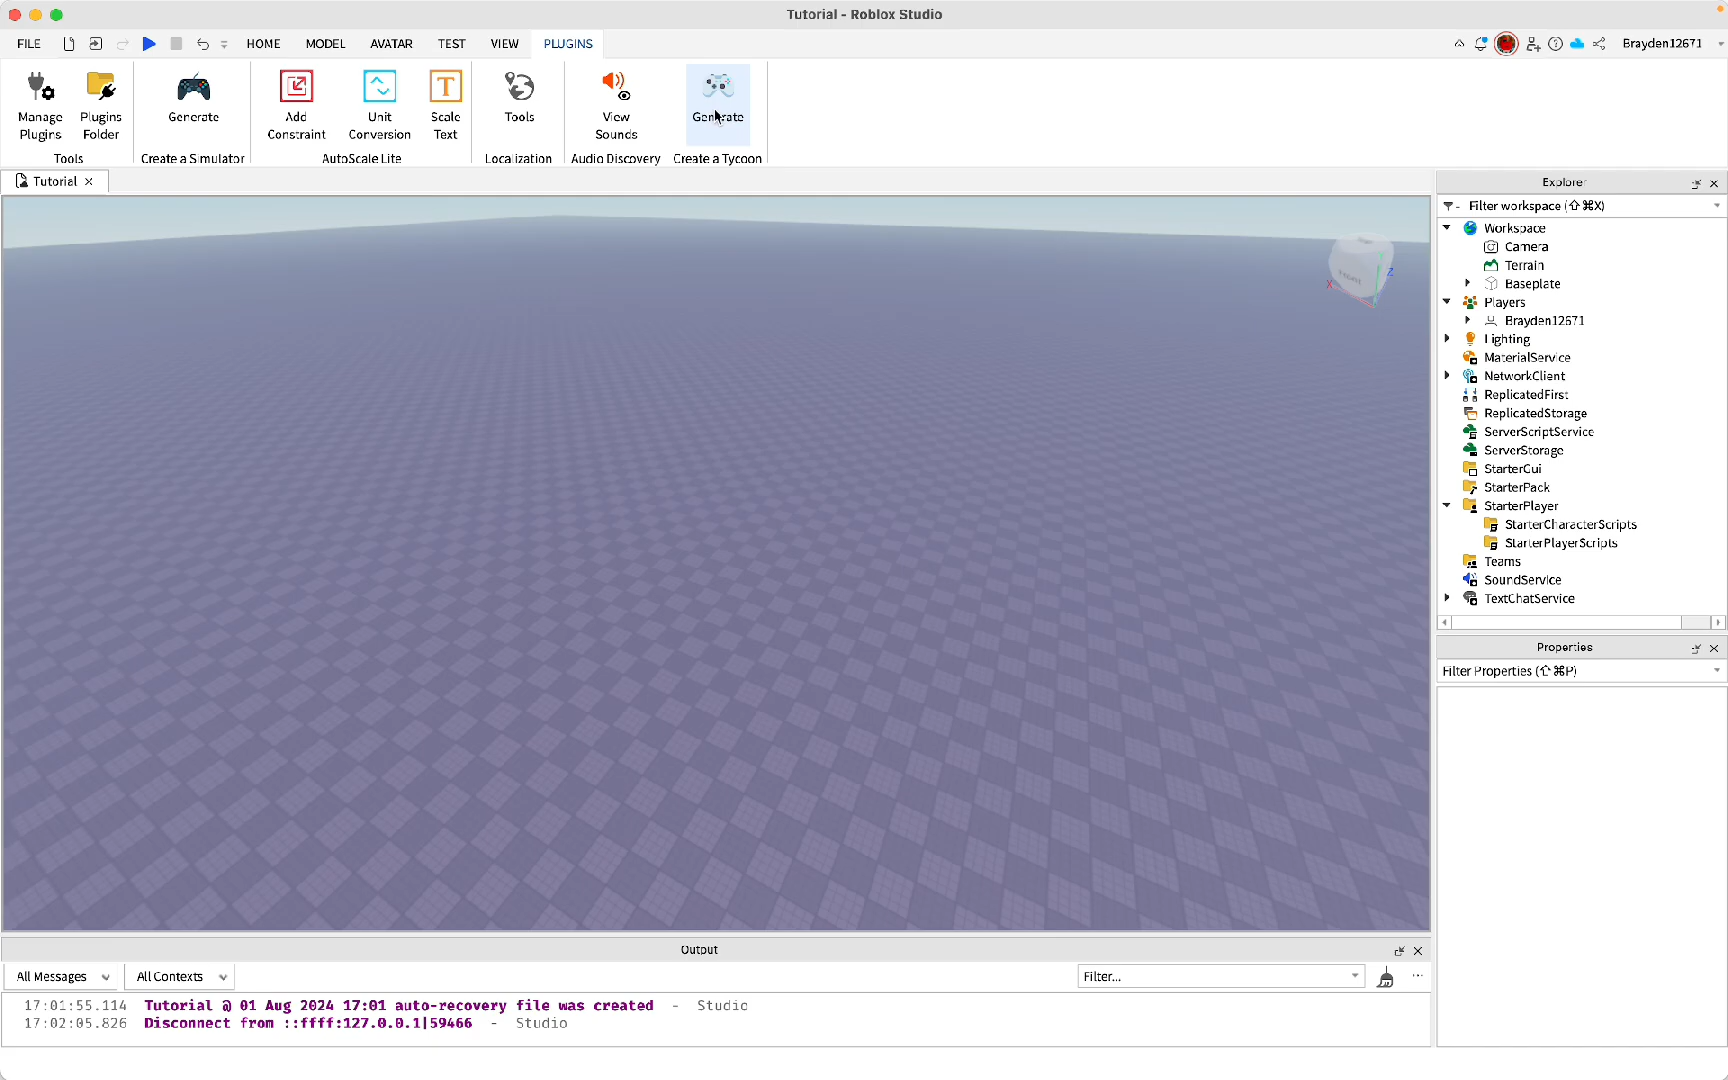 Tutorial - Roblox Studio
FILE HOME MODEL AVATAR TEST VIEW PLUGINS Brayden12671
Manage Plugins
Plugins Folder
Generate
Add Constraint
Unit Conversion
Scale Text
Tools
View Sounds
Generate
Tools Create a Simulator AutoScale Lite Localization Audio Discovery Create a Tycoon
Tutorial
FRONT
X
Z
Explorer
Filter workspace (⇧⌘X)
Workspace
Camera
Terrain
Baseplate
Players
Brayden12671
Lighting
MaterialService
NetworkClient
ReplicatedFirst
ReplicatedStorage
ServerScriptService
ServerStorage
StarterGui
StarterPack
StarterPlayer
StarterCharacterScripts
StarterPlayerScripts
Teams
SoundService
TextChatService
Properties
Filter Properties (⇧⌘P)
Output
All Messages All Contexts Filter...
17:01:55.114 Tutorial @ 01 Aug 2024 17:01 auto-recovery file was created - Studio
17:02:05.826 Disconnect from ::ffff:127.0.0.1|59466 - Studio